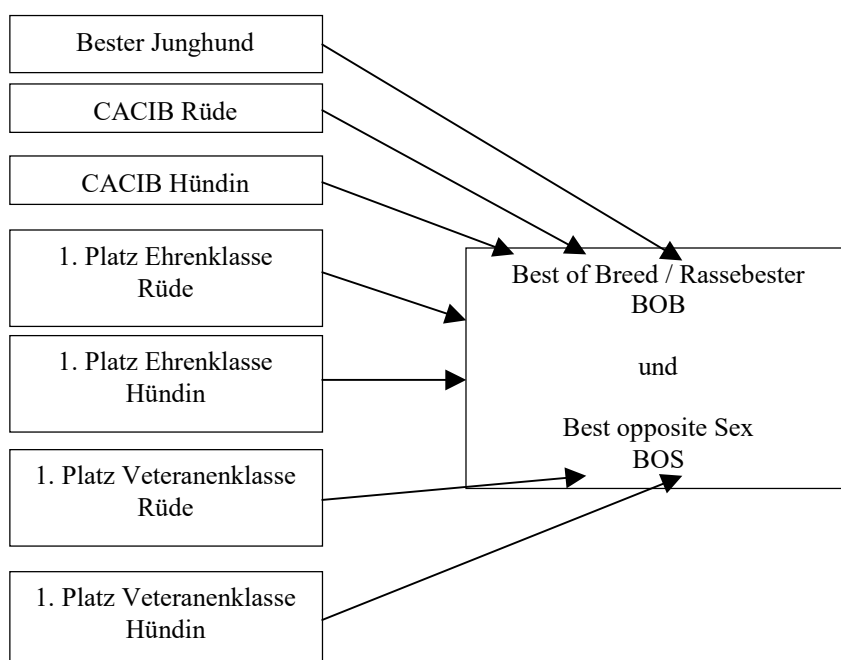 Bester Junghund
CACIB Rüde
CACIB Hündin
1. Platz Ehrenklasse
Rüde
1. Platz Ehrenklasse
Hündin
1. Platz Veteranenklasse
Rüde
1. Platz Veteranenklasse
Hündin
Best of Breed / Rassebester
BOB
und
Best opposite Sex
BOS